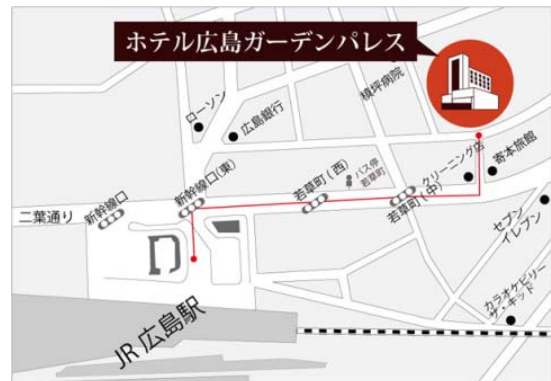 ホテル広島ガーデンパレス
槙坪病院
ローソン
広島銀行
新幹線口(東)
若草町(西)
バス停
若草町
クリーニング店
寄本旅館
若草町(中)
新幹線口
二葉通り
セブン
イレブン
カラオケビリー
ザ・キッド
JR 広島駅